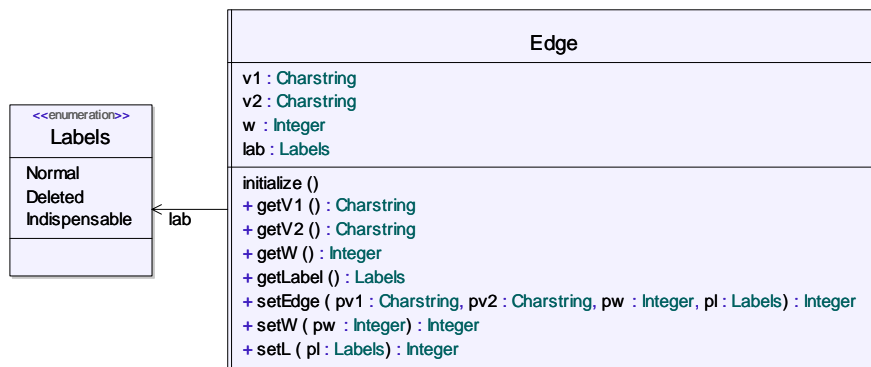 <<enumeration>>
Labels
Normal
Deleted
Indispensable
lab
Edge
v1 : Charstring
v2 : Charstring
w : Integer
lab : Labels
initialize ()
+ getV1 () : Charstring
+ getV2 () : Charstring
+ getW () : Integer
+ getLabel () : Labels
+ setEdge ( pv1 : Charstring, pv2 : Charstring, pw : Integer, pl : Labels) : Integer
+ setW ( pw : Integer) : Integer
+ setL ( pl : Labels) : Integer